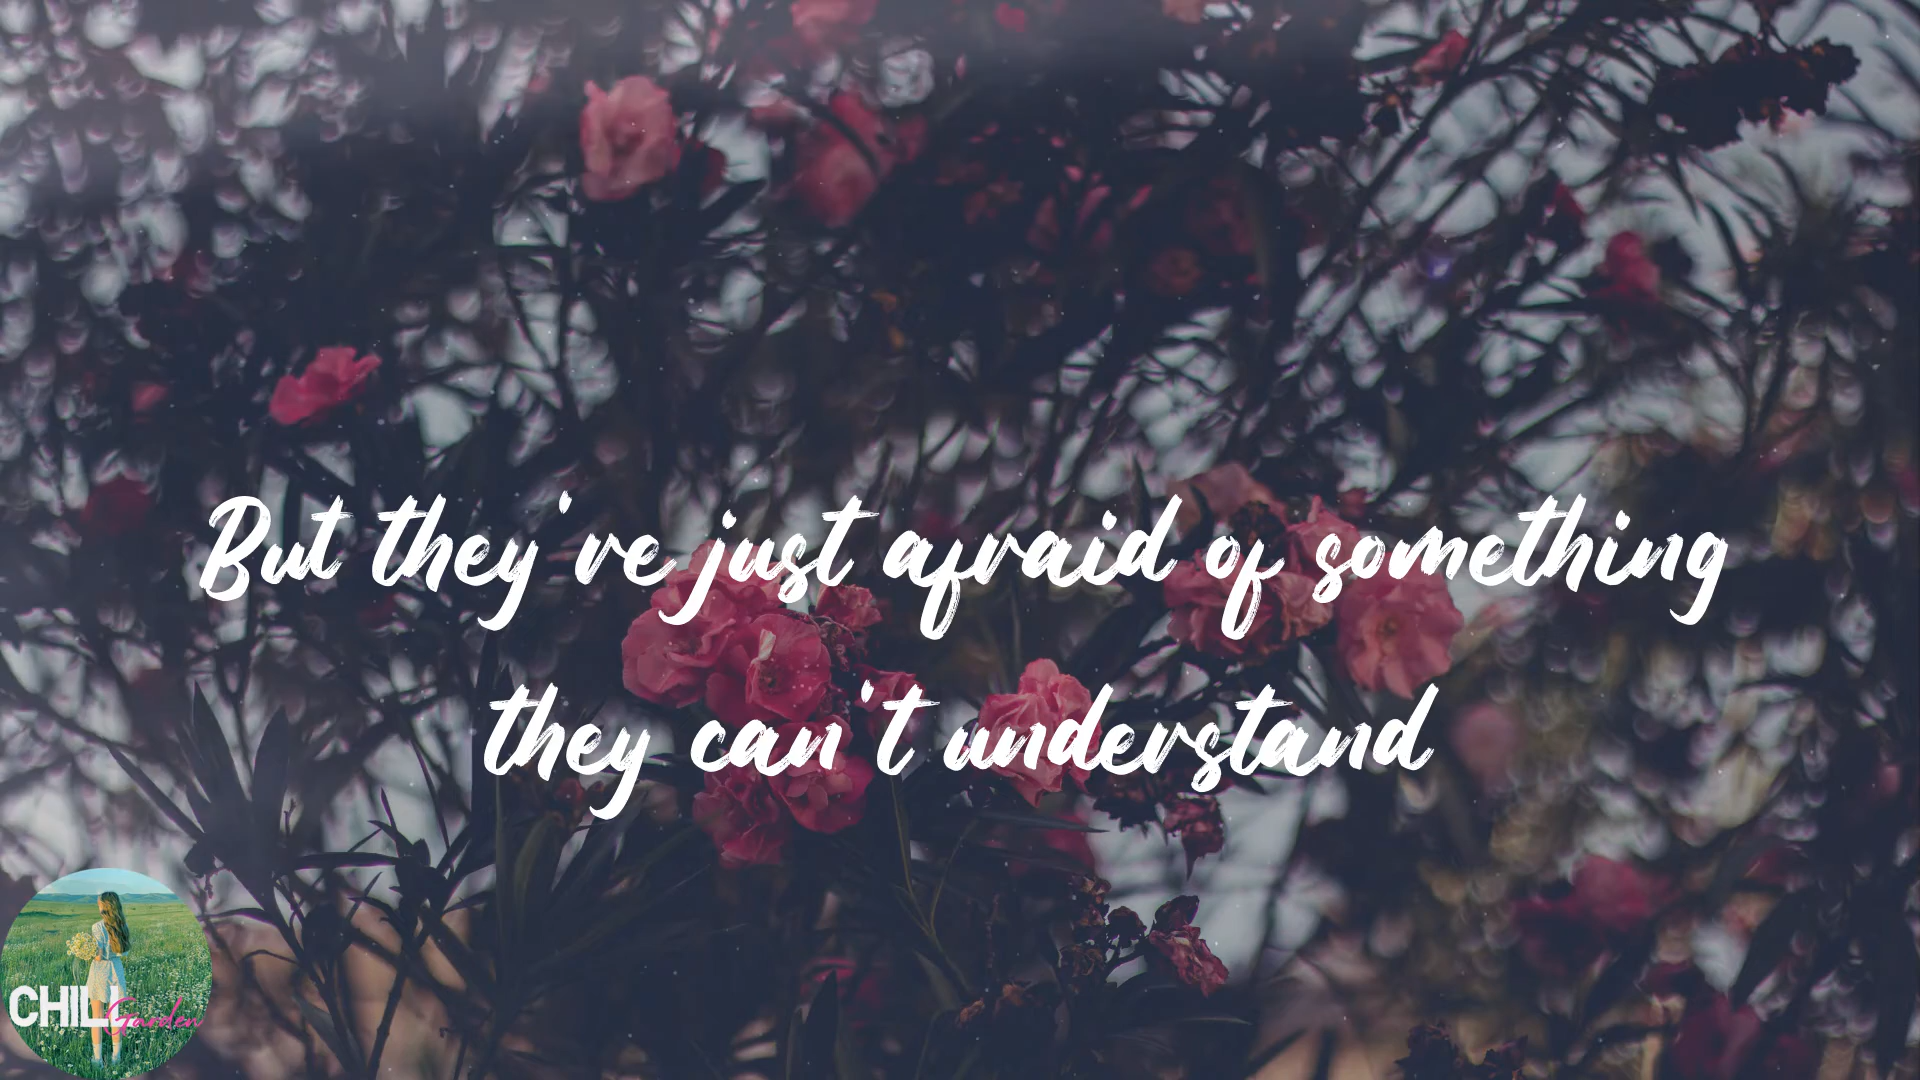 But they're just afraid of something
they can't understand
CHILL
Garden